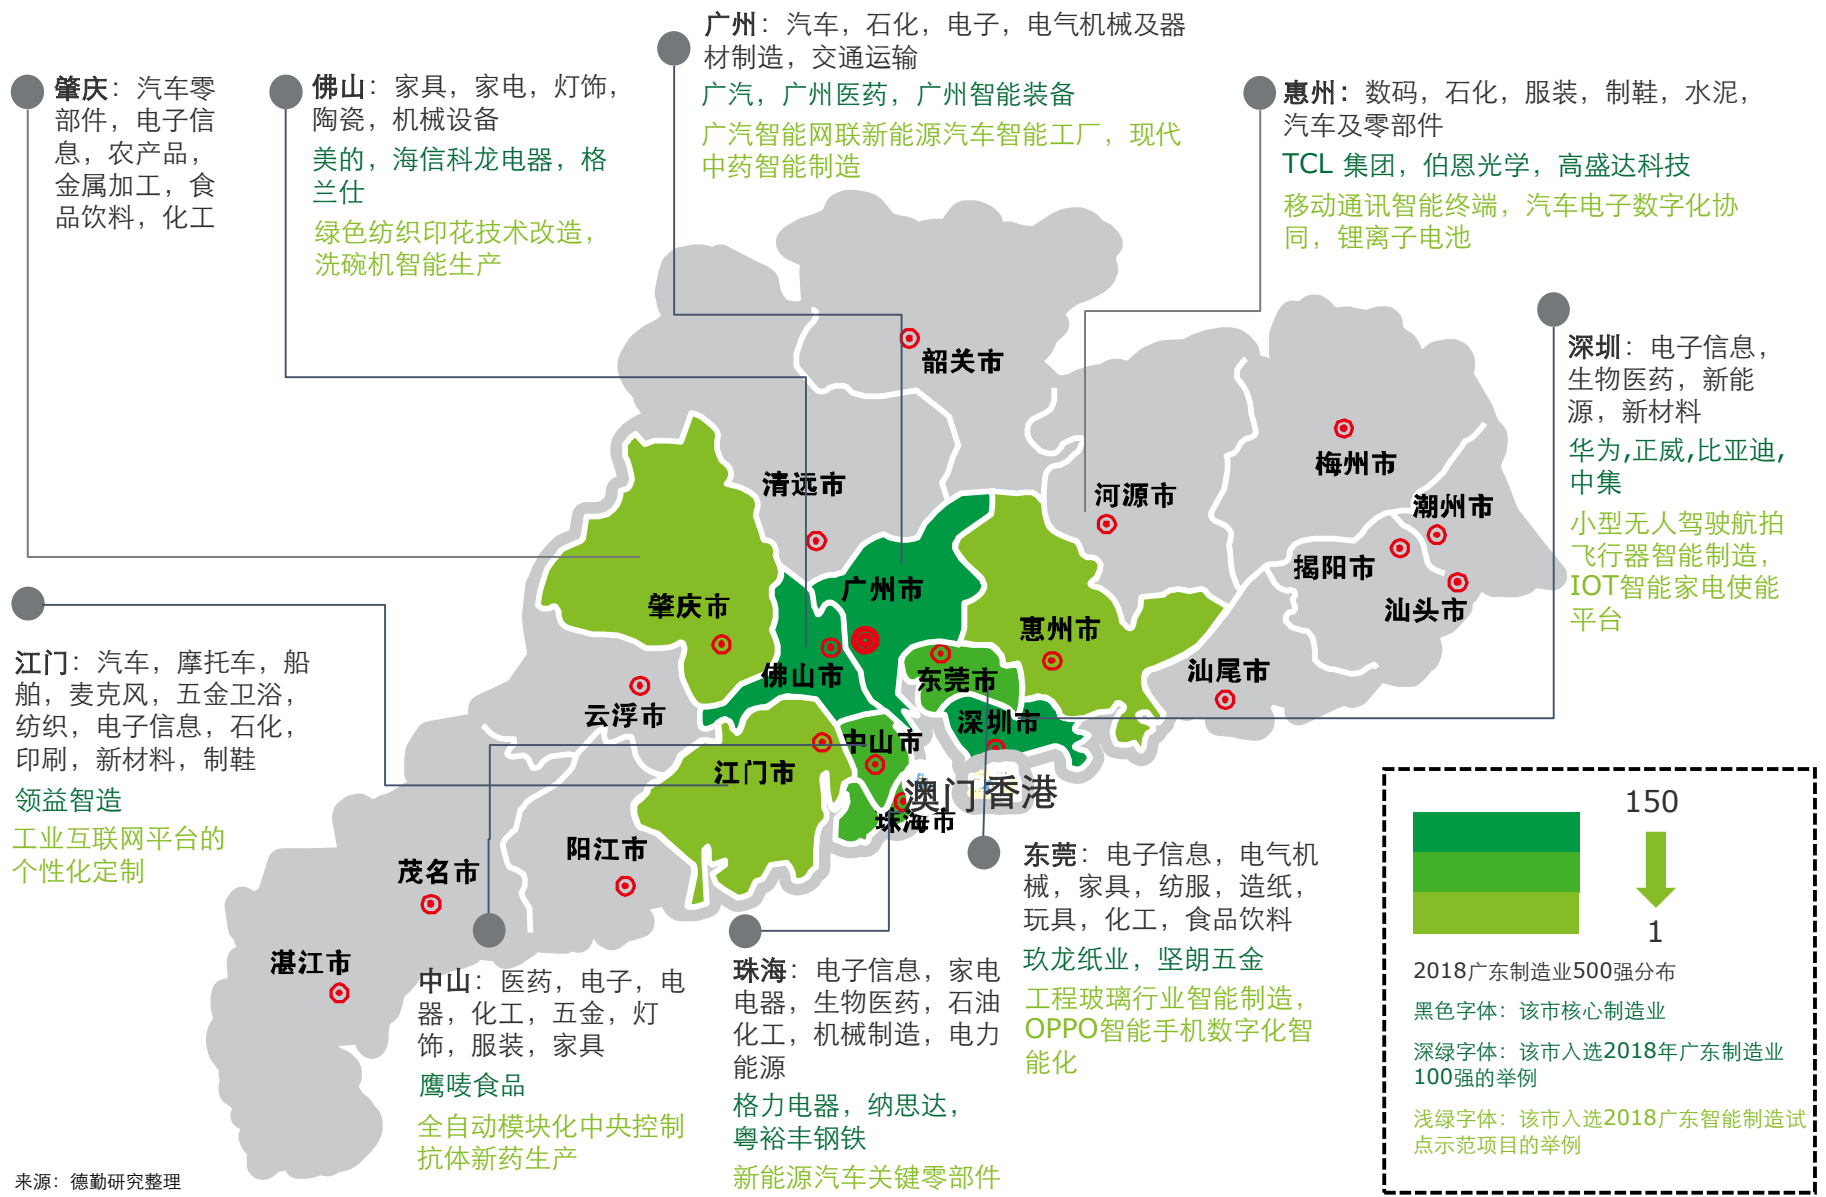 广州：汽车，石化，电子，电气机械及器
材制造，交通运输
广汽，广州医药，广州智能装备
广汽智能网联新能源汽车智能工厂，现代
中药智能制造
肇庆：汽车零
部件，电子信
息，农产品，
金属加工，食
品饮料，化工
佛山：家具，家电，灯饰，
陶瓷，机械设备
美的，海信科龙电器，格
兰仕
绿色纺织印花技术改造，
洗碗机智能生产
惠州：数码，石化，服装，制鞋，水泥，
汽车及零部件
TCL 集团，伯恩光学，高盛达科技
移动通讯智能终端，汽车电子数字化协
同，锂离子电池
深圳：电子信息，
生物医药，新能
源，新材料
华为,正威,比亚迪,
中集
小型无人驾驶航拍
飞行器智能制造，
IOT智能家电使能
平台
韶关市
清远市
河源市
梅州市
潮州市
揭阳市
汕头市
汕尾市
广州市
肇庆市
惠州市
佛山市
东莞市
云浮市
深圳市
中山市
江门市
澳门
香港
珠海市
阳江市
茂名市
湛江市
江门：汽车，摩托车，船
舶，麦克风，五金卫浴，
纺织，电子信息，石化，
印刷，新材料，制鞋
领益智造
工业互联网平台的
个性化定制
中山：医药，电子，电
器，化工，五金，灯
饰，服装，家具
鹰唛食品
全自动模块化中央控制
抗体新药生产
珠海：电子信息，家电
电器，生物医药，石油
化工，机械制造，电力
能源
格力电器，纳思达，
粤裕丰钢铁
新能源汽车关键零部件
东莞：电子信息，电气机
械，家具，纺服，造纸，
玩具，化工，食品饮料
玖龙纸业，坚朗五金
工程玻璃行业智能制造，
OPPO智能手机数字化智
能化
150
1
2018广东制造业500强分布
黑色字体：该市核心制造业
深绿字体：该市入选2018年广东制造业
100强的举例
浅绿字体：该市入选2018广东智能制造试
点示范项目的举例
来源：德勤研究整理